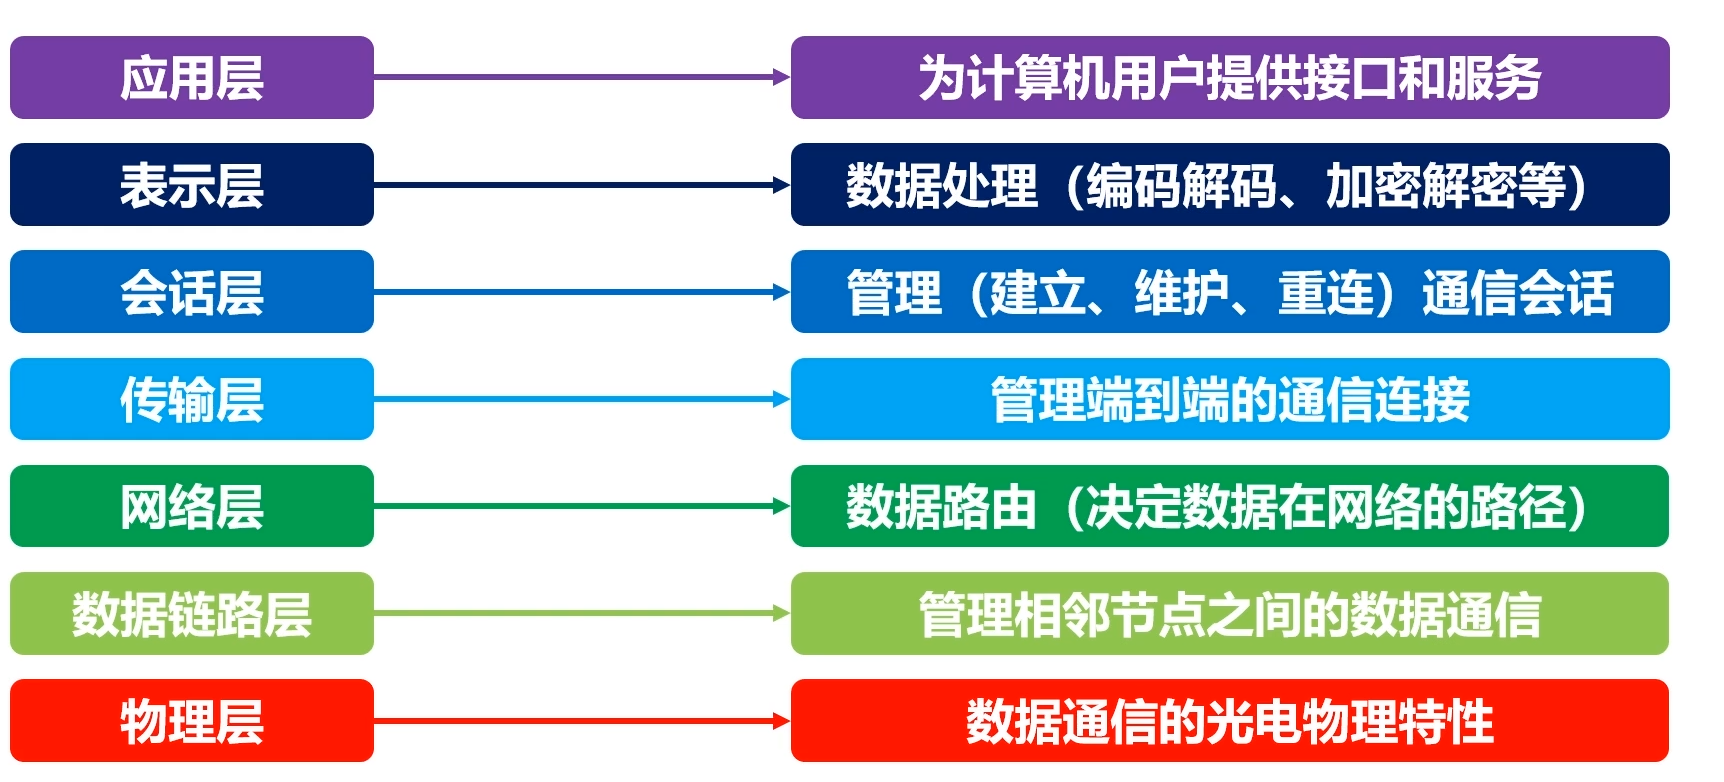 应用层
为计算机用户提供接口和服务
表示层
数据处理（编码解码、加密解密等）
会话层
管理（建立、维护、重连）通信会话
传输层
管理端到端的通信连接
网络层
数据路由（决定数据在网络的路径）
数据链路层
管理相邻节点之间的数据通信
物理层
数据通信的光电物理特性